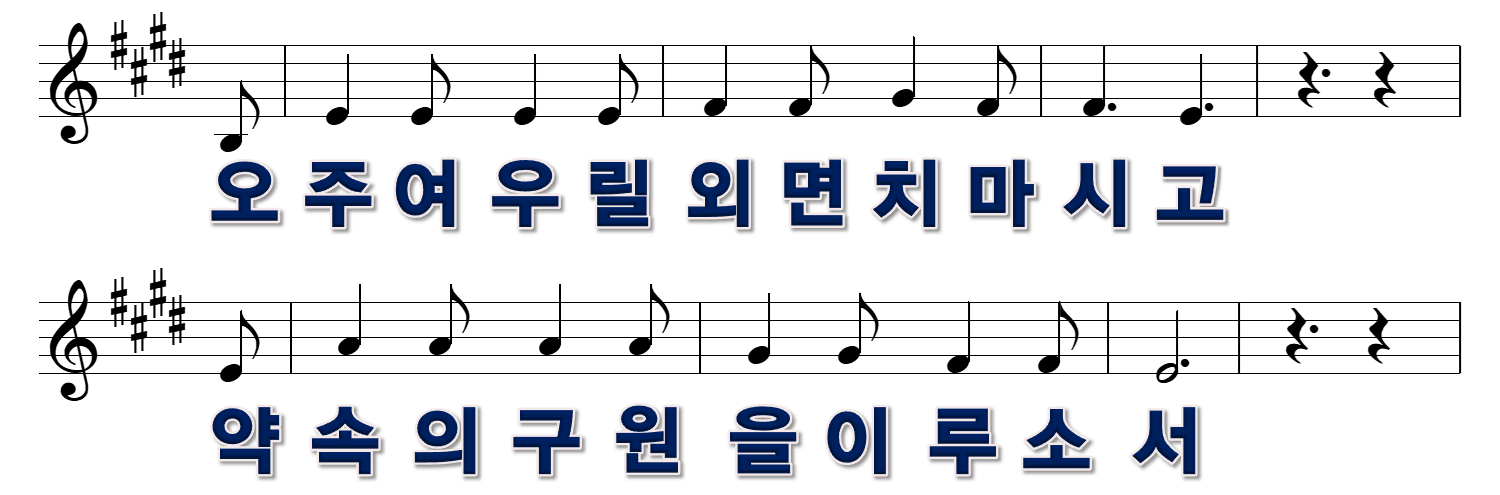 오 주여 우릴 외면치마 시고
약 속 의 구 원 을이 루 소 서